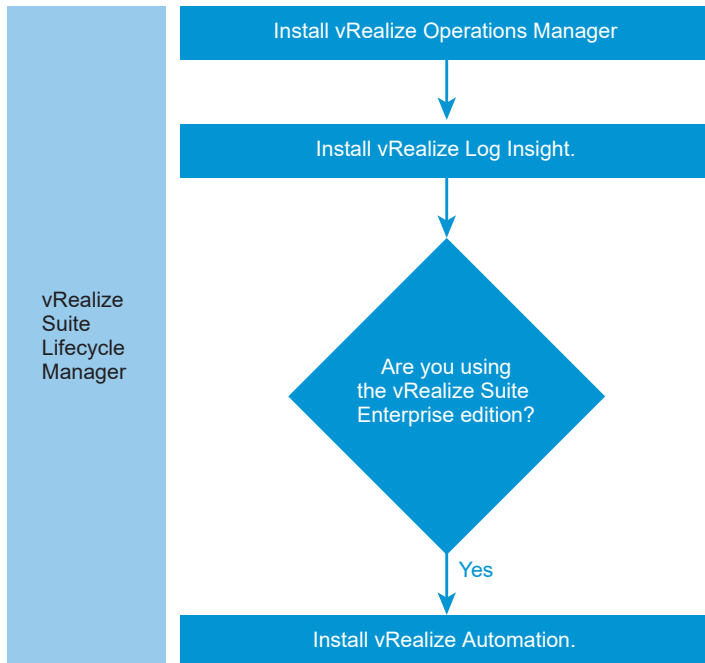 Install vRealize Operations Manager
Install vRealize Log Insight.
vRealize
Suite
Lifecycle
Manager
Are you using
the vRealize Suite
Enterprise edition?
Yes
Install vRealize Automation.